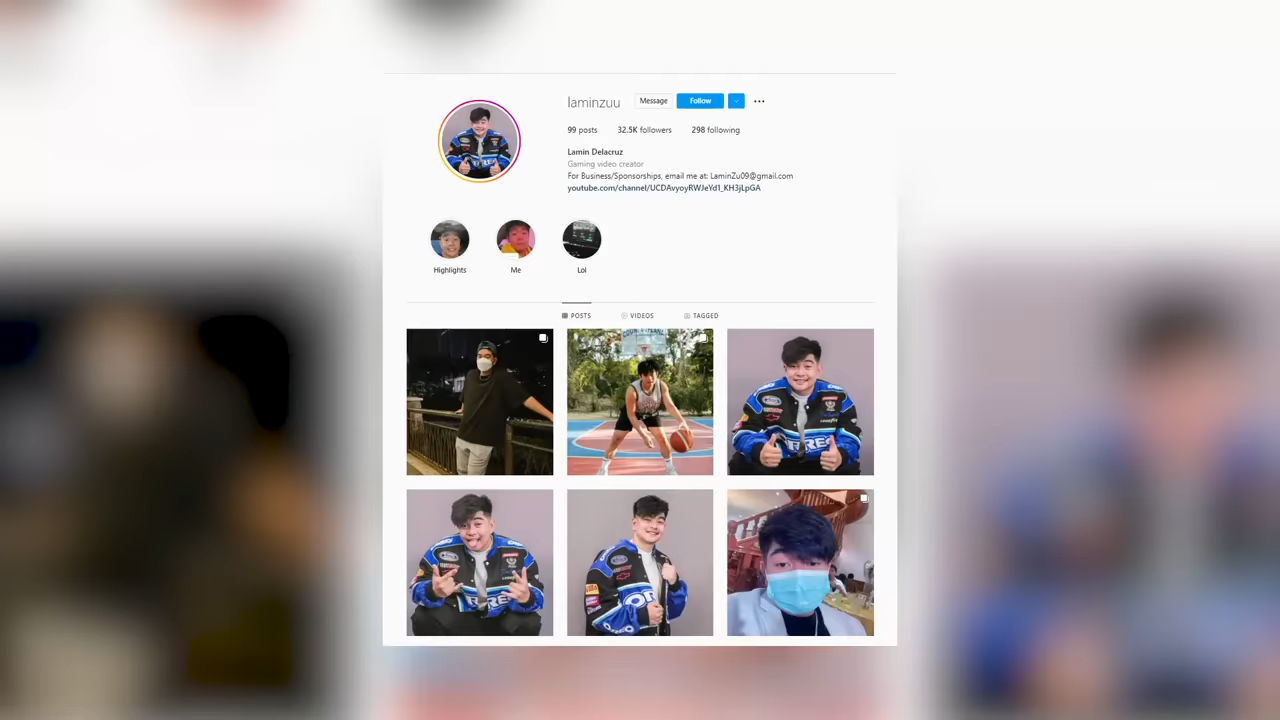 laminzuu Message Follow
99 posts 32.5K followers 298 following
Lamin Delacruz
Gaming video creator
For Business/Sponsorships, email me at: LaminZu09@gmail.com
youtube.com/channel/UCDAvyoyRWJeYd1_KH3jLpGA
Highlights Me Lol
POSTS VIDEOS TAGGED